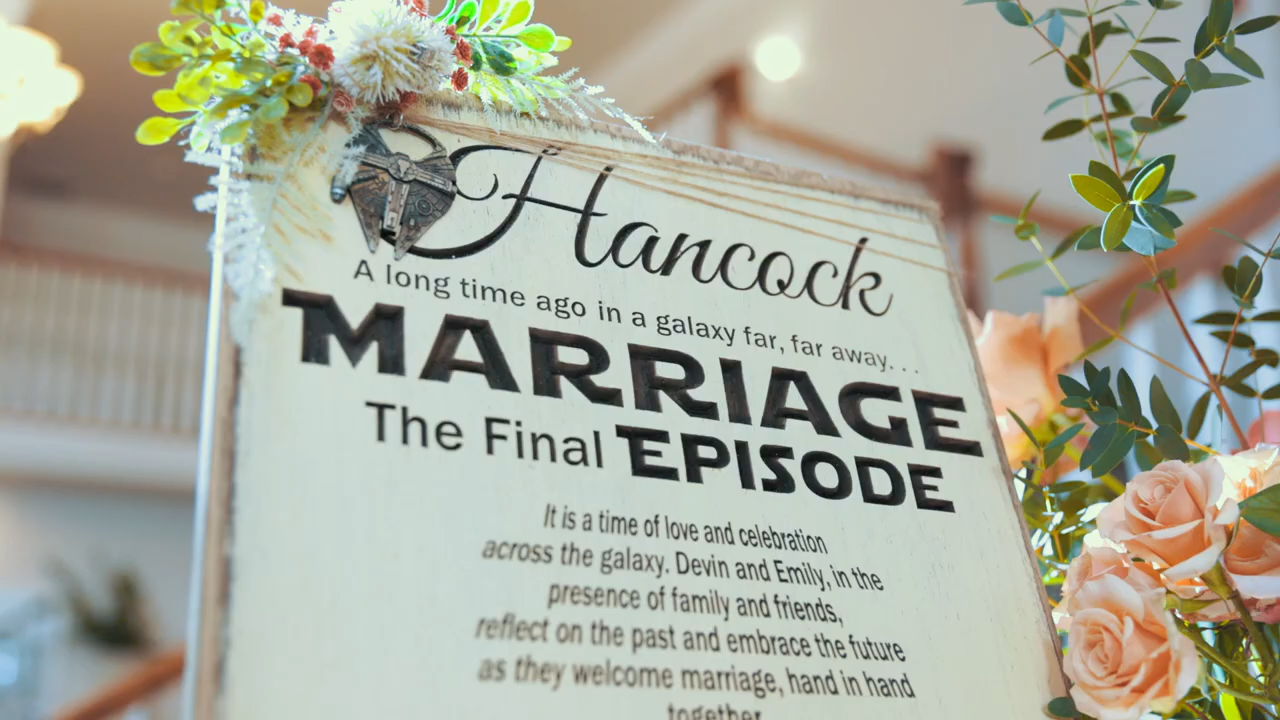 Hancock
A long time ago in a galaxy far, far away. . .
MARRIAGE
The Final EPISODE
It is a time of love and celebration
across the galaxy. Devin and Emily, in the
presence of family and friends,
reflect on the past and embrace the future
as they welcome marriage, hand in hand
together